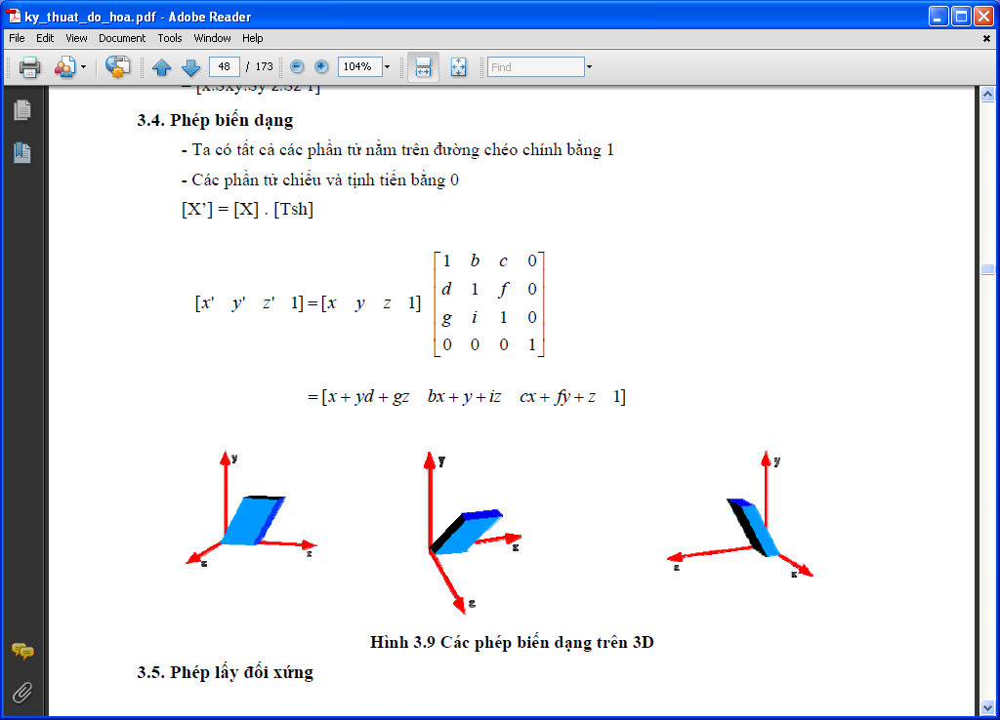 ky_thuat_do_hoa.pdf - Adobe Reader
File Edit View Document Tools Window Help
48 / 173 104% Find
3.4. Phép biến dạng
- Ta có tất cả các phần tử nằm trên đường chéo chính bằng 1
- Các phần tử chiếu và tịnh tiến bằng 0
[X’] = [X] . [Tsh]
1 b c 0
d 1 f 0
[x' y' z' 1] = [x y z 1]
g i 1 0
0 0 0 1
= [x + yd + gz bx + y + iz cx + fy + z 1]
y y y
Hình 3.9 Các phép biến dạng trên 3D
3.5. Phép lấy đối xứng